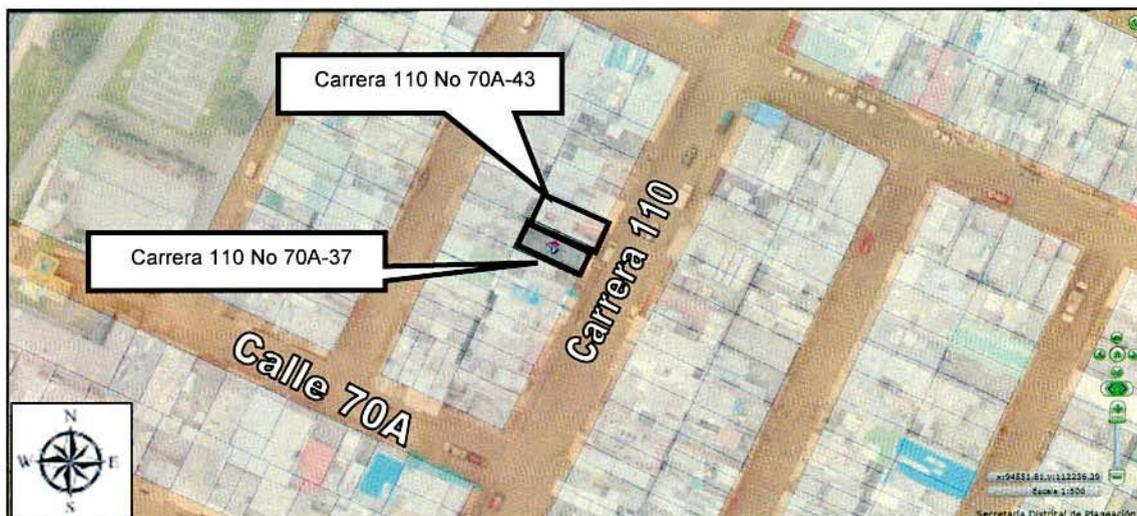 Carrera 110 No 70A-43
Carrera 110 No 70A-37
Carrera 110
Calle 70A
N
W E
S
Escala 1:500
Secretaría Distrital de Planeación